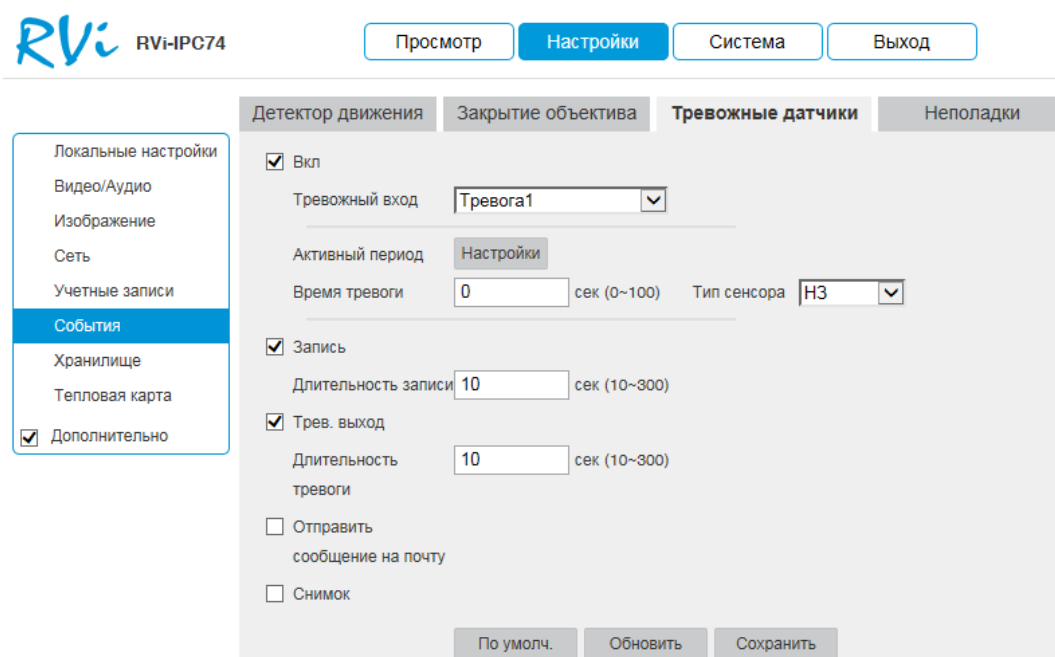 RVi RVi-IPC74 Просмотр Настройки Система Выход
Детектор движения Закрытие объектива Тревожные датчики Неполадки
Локальные настройки
Видео/Аудио
Изображение
Сеть
Учетные записи
События
Хранилище
Тепловая карта
Дополнительно
Вкл
Тревожный вход Тревога1
Активный период Настройки
Время тревоги 0 сек (0~100) Тип сенсора НЗ
Запись
Длительность записи 10 сек (10~300)
Трев. выход
Длительность 10 сек (10~300)
тревоги
Отправить
сообщение на почту
Снимок
По умолч. Обновить Сохранить